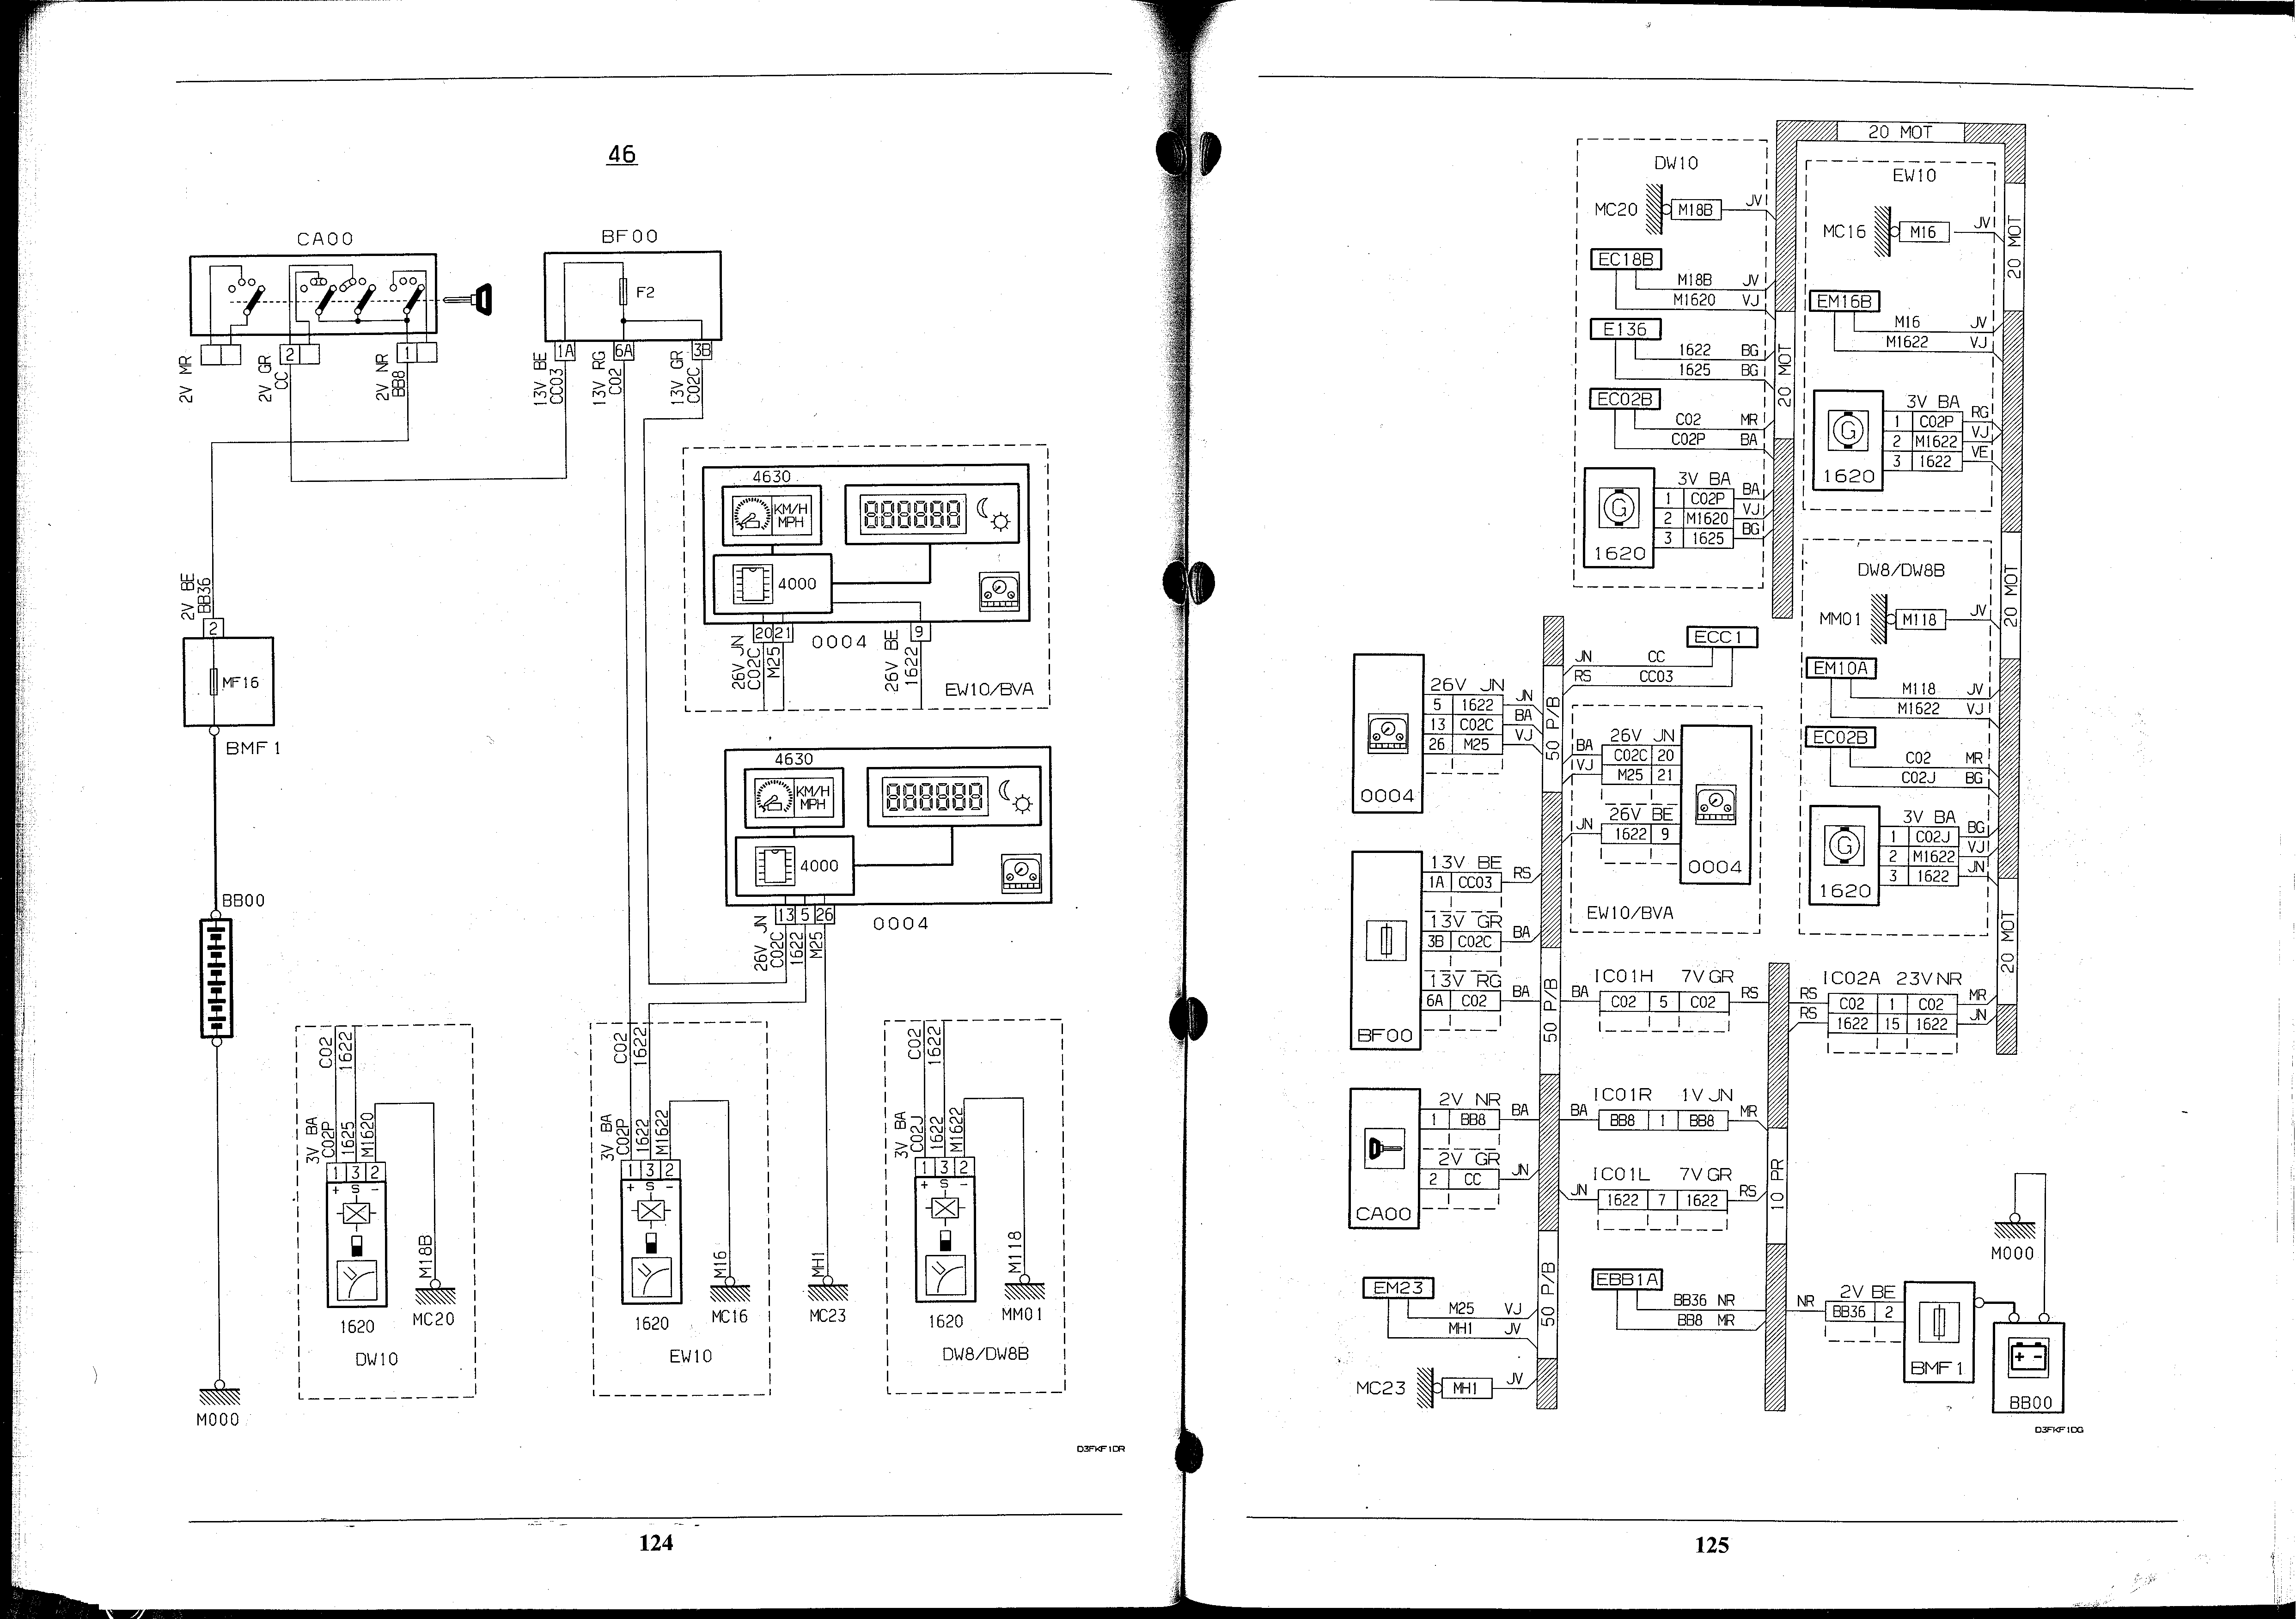 46
CA00
BF00
F2
2V MR
2
2V GR
CC
1
2V NR
BB8
1A
13V BE
CC03
6A
13V RG
C02
3B
13V GR
C02C
4630
KM/H
MPH
888888
4000
20 21
0004
9
26V JN
C02C
M25
26V BE
1622
EW10/BVA
2V BE
BB36
2
MF16
BMF1
BB00
4630
KM/H
MPH
888888
4000
13 5 26
0004
26V JN
C02C
1622
M25
C02
1622
3V BA
C02P
1625
M1620
1 3 2
+ S -
M18B
MC20
1620
DW10
C02
1622
3V BA
C02P
1622
M1622
1 3 2
+ S -
M16
MC16
1620
EW10
MH1
MC23
C02
1622
3V BA
C02J
1622
M1622
1 3 2
+ S -
M118
MM01
1620
DW8/DW8B
M000
D3FKF1DR
124
20 MOT
DW10
MC20 M18B JV
EC18B
M18B JV
M1620 VJ
E136
1622 BG
1625 BG
EC02B
C02 MR
C02P BA
3V BA
1 C02P BA
2 M1620 VJ
3 1625 BG
G
1620
20 MOT
EW10
MC16 M16 JV
20 MOT
EM16B
M16 JV
M1622 VJ
3V BA
1 C02P RG
2 M1622 VJ
3 1622 VE
G
1620
DW8/DW8B
MM01 M118 JV
20 MOT
EM10A
M118 JV
M1622 VJ
EC02B
C02 MR
C02J BG
3V BA
1 C02J BG
2 M1622 VJ
3 1622 JN
G
1620
20 MOT
ECC1
JN CC
RS CC03
26V JN
5 1622 JN
13 C02C BA
26 M25 VJ
0004
50 P/B
26V JN
BA C02C 20
VJ M25 21
26V BE
JN 1622 9
0004
EW10/BVA
13V BE
1A CC03 RS
13V GR
3B C02C BA
13V RG
6A C02 BA
BF00
50 P/B
IC01H 7V GR
BA C02 5 C02 RS
IC02A 23V NR
RS C02 1 C02 MR
RS 1622 15 1622 JN
2V NR
1 BB8 BA
2V GR
2 CC JN
CA00
IC01R 1V JN
BA BB8 1 BB8 MR
IC01L 7V GR
JN 1622 7 1622 RS
10 PR
50 P/B
EM23
M25 VJ
MH1 JV
MC23 MH1 JV
EBB1A
BB36 NR
BB8 MR
2V BE
NR BB36 2
BMF1
M000
+ -
BB00
D3FKF1DG
125